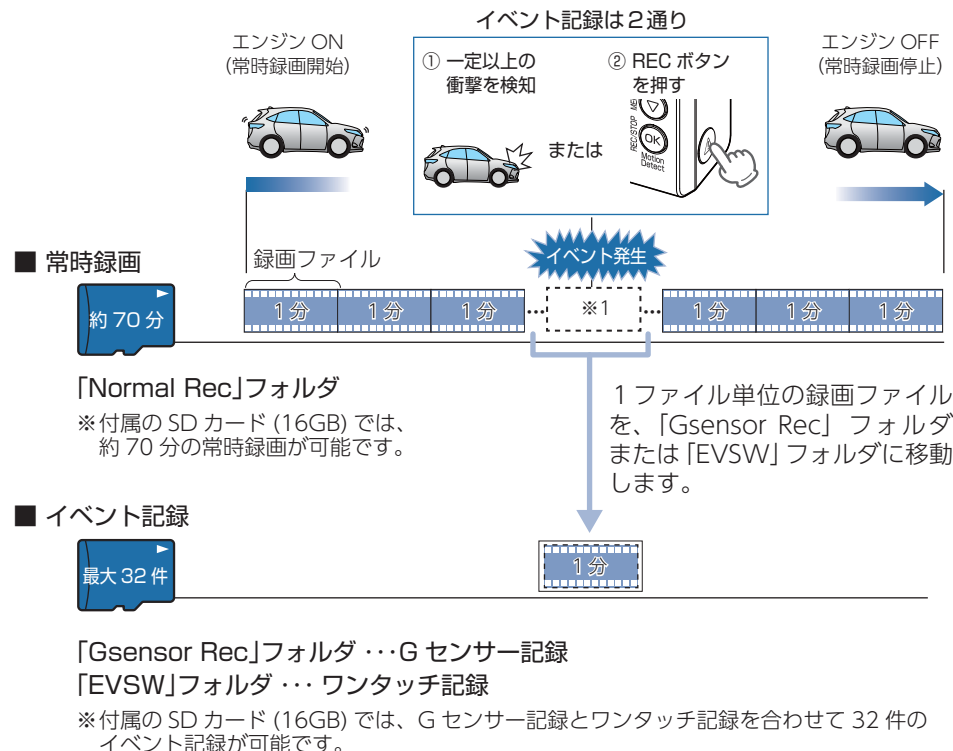 イベント記録は2通り
エンジン ON
(常時録画開始)
① 一定以上の
衝撃を検知
または
② REC ボタン
を押す
MEN
REC/STOP
OK
Motion
Detect
エンジン OFF
(常時録画停止)
■ 常時録画
録画ファイル
イベント発生
約 70 分
1分
1分
1分
…
※1
…
1分
1分
1分
「Normal Rec」フォルダ
※付属の SD カード (16GB) では、
約 70 分の常時録画が可能です。
1ファイル単位の録画ファイル
を、「Gsensor Rec」 フォルダ
または「EVSW」フォルダに移動
します。
■ イベント記録
最大 32 件
1分
「Gsensor Rec」フォルダ ･･･G センサー記録
「EVSW」フォルダ ･･･ ワンタッチ記録
※付属の SD カード (16GB) では、G センサー記録とワンタッチ記録を合わせて 32 件の
イベント記録が可能です。